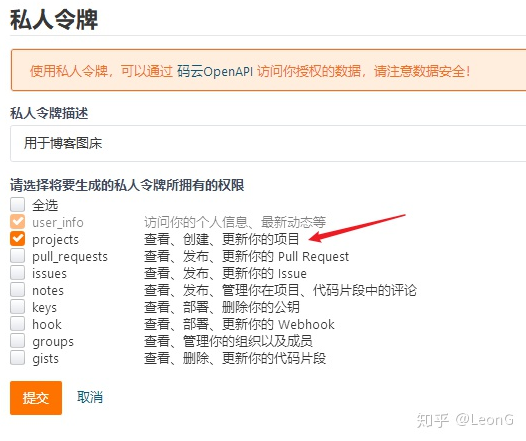 私人令牌
使用私人令牌，可以通过 码云OpenAPI 访问你授权的数据，请注意数据安全！
私人令牌描述
用于博客图床
请选择将要生成的私人令牌所拥有的权限
全选
user_info 访问你的个人信息、最新动态等
projects 查看、创建、更新你的项目
pull_requests 查看、发布、更新你的 Pull Request
issues 查看、发布、更新你的 Issue
notes 查看、发布、管理你在项目、代码片段中的评论
keys 查看、部署、删除你的公钥
hook 查看、部署、更新你的 Webhook
groups 查看、管理你的组织以及成员
gists 查看、删除、更新你的代码片段
提交 取消
知乎 @LeonG